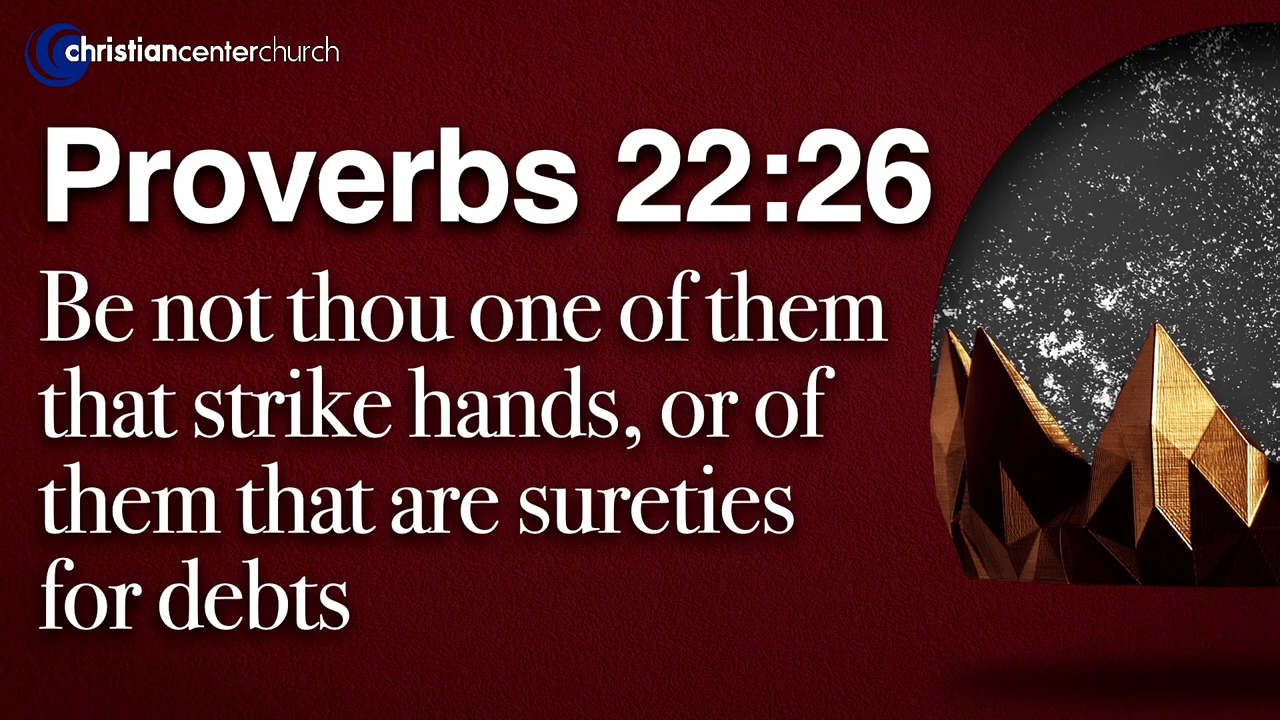 christiancenterchurch
Proverbs 22:26
Be not thou one of them
that strike hands, or of
them that are sureties
for debts